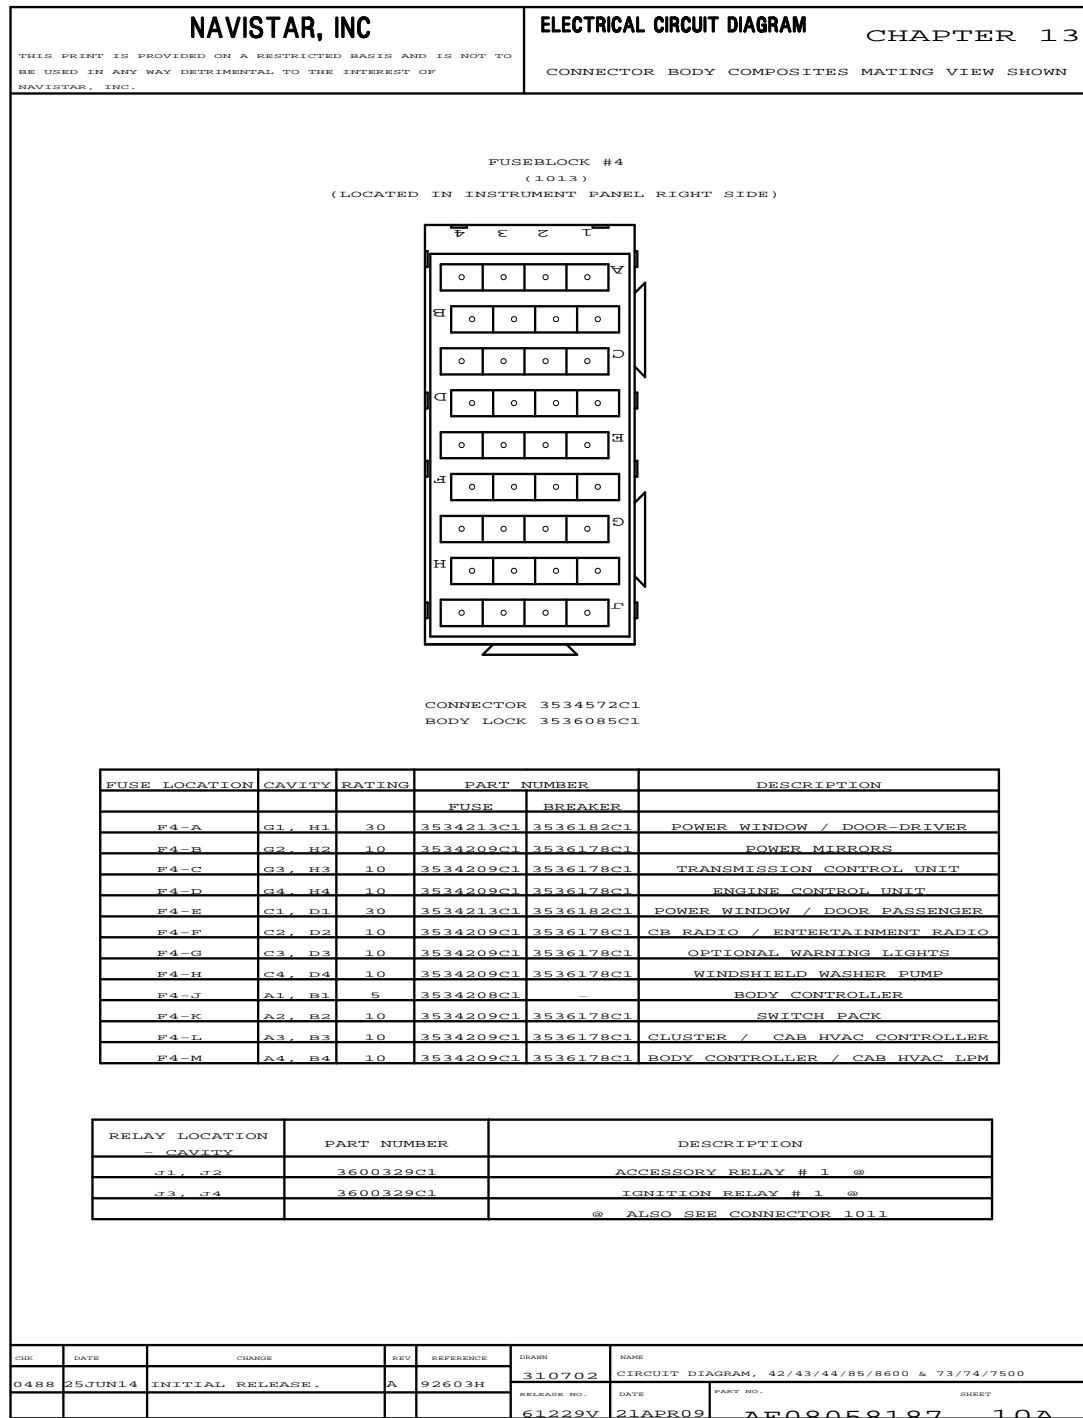 NAVISTAR, INC
THIS PRINT IS PROVIDED ON A RESTRICTED BASIS AND IS NOT TO
BE USED IN ANY WAY DETRIMENTAL TO THE INTEREST OF
NAVISTAR, INC.
ELECTRICAL CIRCUIT DIAGRAM
CHAPTER 13
CONNECTOR BODY COMPOSITES MATING VIEW SHOWN
FUSEBLOCK #4
(1013)
(LOCATED IN INSTRUMENT PANEL RIGHT SIDE)
4 3 2 1
A
B
C
D
E
F
G
H
J
CONNECTOR 3534572C1
BODY LOCK 3536085C1
FUSE LOCATION CAVITY RATING PART NUMBER DESCRIPTION
FUSE BREAKER
F4-A G1, H1 30 3534213C1 3536182C1 POWER WINDOW / DOOR-DRIVER
F4-B G2, H2 10 3534209C1 3536178C1 POWER MIRRORS
F4-C G3, H3 10 3534209C1 3536178C1 TRANSMISSION CONTROL UNIT
F4-D G4, H4 10 3534209C1 3536178C1 ENGINE CONTROL UNIT
F4-E C1, D1 30 3534213C1 3536182C1 POWER WINDOW / DOOR PASSENGER
F4-F C2, D2 10 3534209C1 3536178C1 CB RADIO / ENTERTAINMENT RADIO
F4-G C3, D3 10 3534209C1 3536178C1 OPTIONAL WARNING LIGHTS
F4-H C4, D4 10 3534209C1 3536178C1 WINDSHIELD WASHER PUMP
F4-J A1, B1 5 3534208C1 - BODY CONTROLLER
F4-K A2, B2 10 3534209C1 3536178C1 SWITCH PACK
F4-L A3, B3 10 3534209C1 3536178C1 CLUSTER / CAB HVAC CONTROLLER
F4-M A4, B4 10 3534209C1 3536178C1 BODY CONTROLLER / CAB HVAC LPM
RELAY LOCATION
- CAVITY
PART NUMBER DESCRIPTION
J1, J2 3600329C1 ACCESSORY RELAY # 1 @
J3, J4 3600329C1 IGNITION RELAY # 1 @
@ ALSO SEE CONNECTOR 1011
CHK DATE CHANGE REV REFERENCE
0488 25JUN14 INITIAL RELEASE. A 92603H
DRAWN
310702
NAME
CIRCUIT DIAGRAM, 42/43/44/85/8600 & 73/74/7500
RELEASE NO.
61229V
DATE
21APR09
PART NO. SHEET
AF08058187 10A